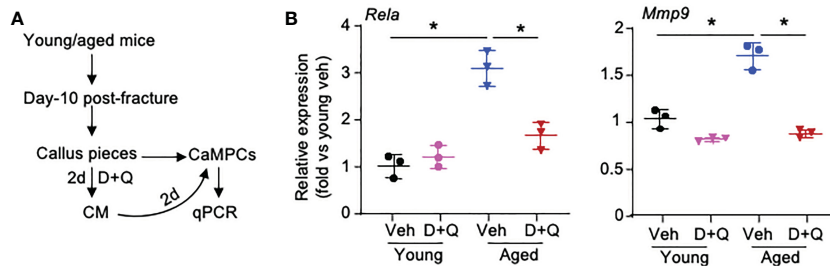 A
Young/aged mice
Day-10 post-fracture
Callus pieces
CaMPCs
2d
D+Q
2d
CM
qPCR
B
Rela
Relative expression
(fold vs young veh)
4
3
2
1
0
*
*
Veh D+Q Veh D+Q
Young Aged
Mmp9
2
1.5
1
0.5
0
*
*
Veh D+Q Veh D+Q
Young Aged